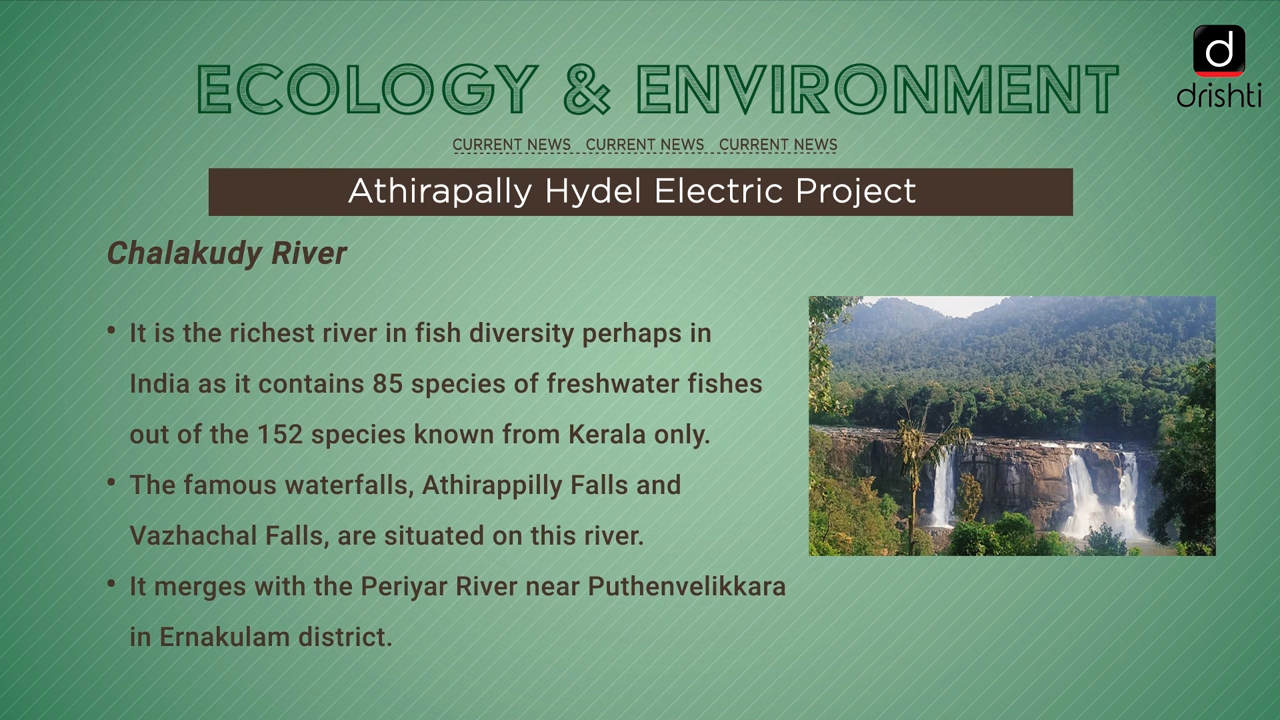 ECOLOGY & ENVIRONMENT
d
drishti
CURRENT NEWS CURRENT NEWS CURRENT NEWS
Athirapally Hydel Electric Project
Chalakudy River
• It is the richest river in fish diversity perhaps in
India as it contains 85 species of freshwater fishes
out of the 152 species known from Kerala only.
• The famous waterfalls, Athirappilly Falls and
Vazhachal Falls, are situated on this river.
• It merges with the Periyar River near Puthenvelikkara
in Ernakulam district.